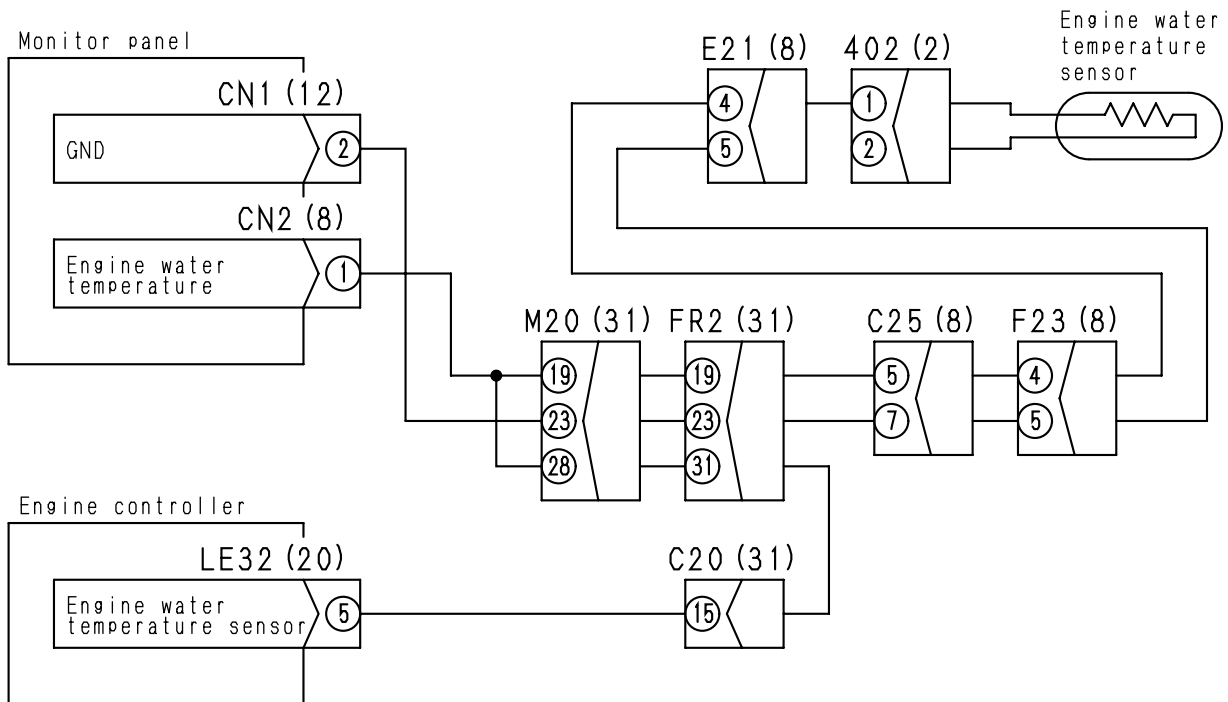 Monitor panel
CN1 (12)
GND
2
CN2 (8)
Engine water
temperature
1
E21 (8)
4
5
402 (2)
1
2
Engine water
temperature
sensor
M20 (31)
19
23
28
FR2 (31)
19
23
31
C25 (8)
5
7
F23 (8)
4
5
Engine controller
LE32 (20)
Engine water
temperature sensor
5
C20 (31)
15